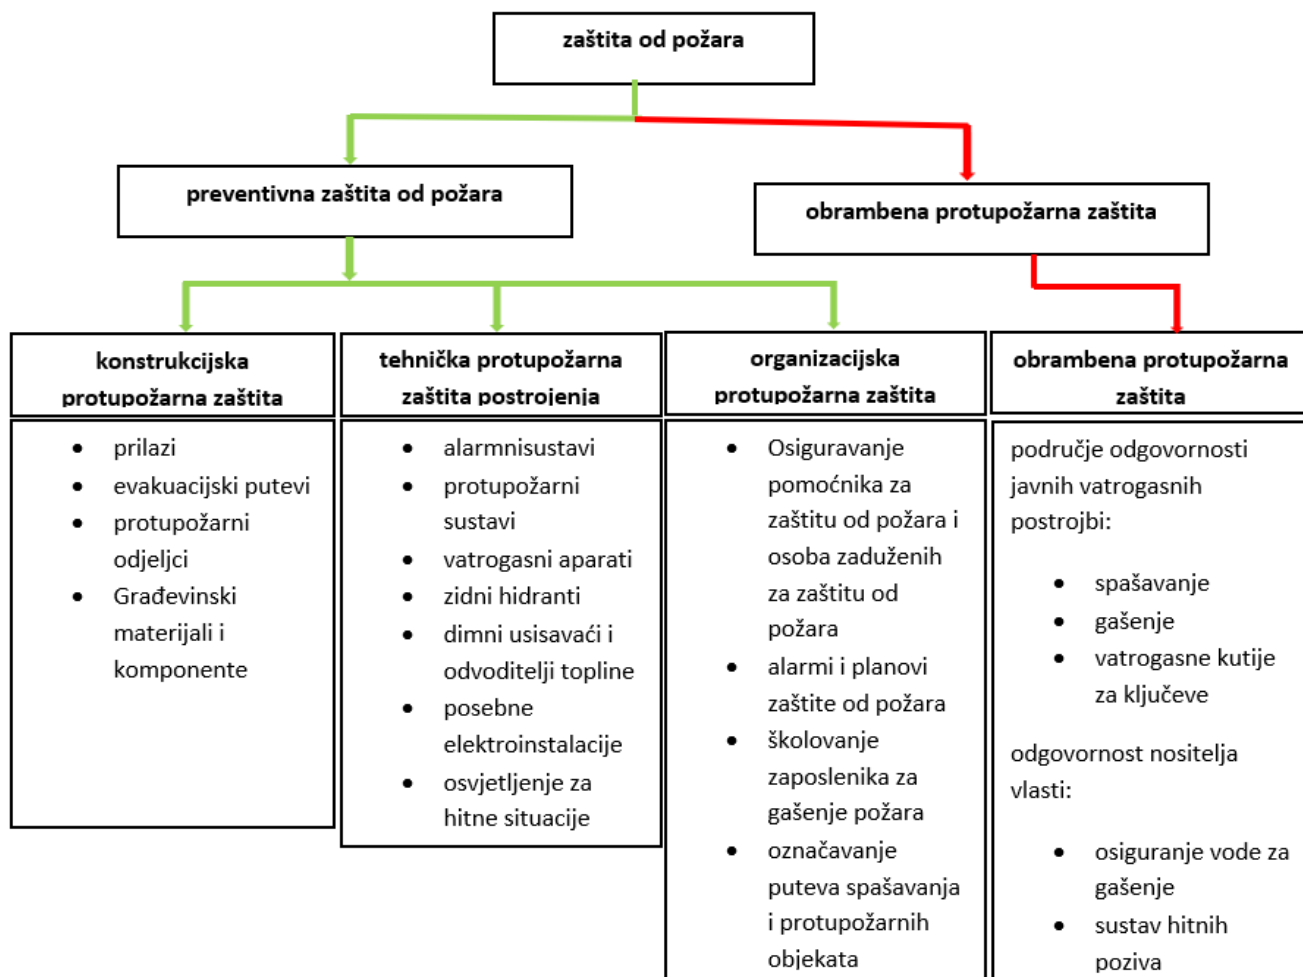 zaštita od požara
preventivna zaštita od požara
obrambena protupožarna zaštita
konstrukcijska
protupožarna zaštita
prilazi
evakuacijski putevi
protupožarni
odjeljci
Građevinski
materijali i
komponente
tehnička protupožarna
zaštita postrojenja
alarmnisustavi
protupožarni
sustavi
vatrogasni aparati
zidni hidranti
dimni usisavaći i
odvoditelji topline
posebne
elektroinstalacije
osvjetljenje za
hitne situacije
organizacijska
protupožarna zaštita
Osiguravanje
pomoćnika za
zaštitu od požara i
osoba zaduženih
za zaštitu od
požara
alarmi i planovi
zaštite od požara
školovanje
zaposlenika za
gašenje požara
označavanje
puteva spašavanja
i protupožarnih
objekata
obrambena protupožarna
zaštita
područje odgovornosti
javnih vatrogasnih
postrojbi:
spašavanje
gašenje
vatrogasne kutije
za ključeve
odgovornost nositelja
vlasti:
osiguranje vode za
gašenje
sustav hitnih
poziva